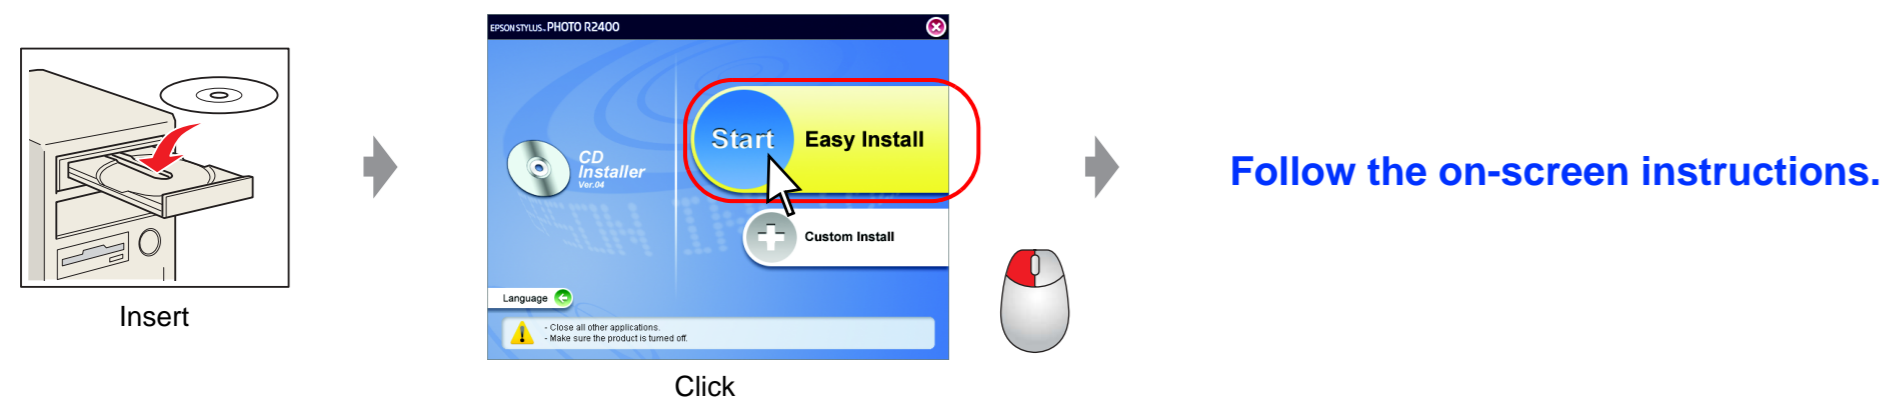 EPSON STYLUS™ PHOTO R2400
Start
Easy Install
CD
Installer
Ver.04
Custom Install
Language
- Close all other applications.
- Make sure the product is turned off.
Insert
Click
Follow the on-screen instructions.